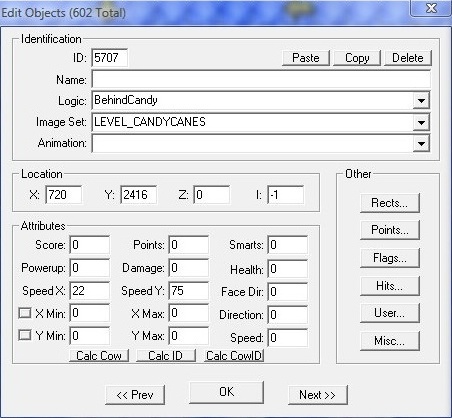 Edit Objects (602 Total)
Identification
ID: 5707 Paste Copy Delete
Name:
Logic: BehindCandy
Image Set: LEVEL_CANDYCANES
Animation:
Location
X: 720 Y: 2416 Z: 0 I: -1
Attributes
Score: 0 Points: 0 Smarts: 0
Powerup: 0 Damage: 0 Health: 0
Speed X: 22 Speed Y: 75 Face Dir: 0
X Min: 0 X Max: 0 Direction: 0
Y Min: 0 Y Max: 0 Speed: 0
Calc Cow Calc ID Calc CowID
Other
Rects...
Points...
Flags...
Hits...
User...
Misc...
<< Prev OK Next >>